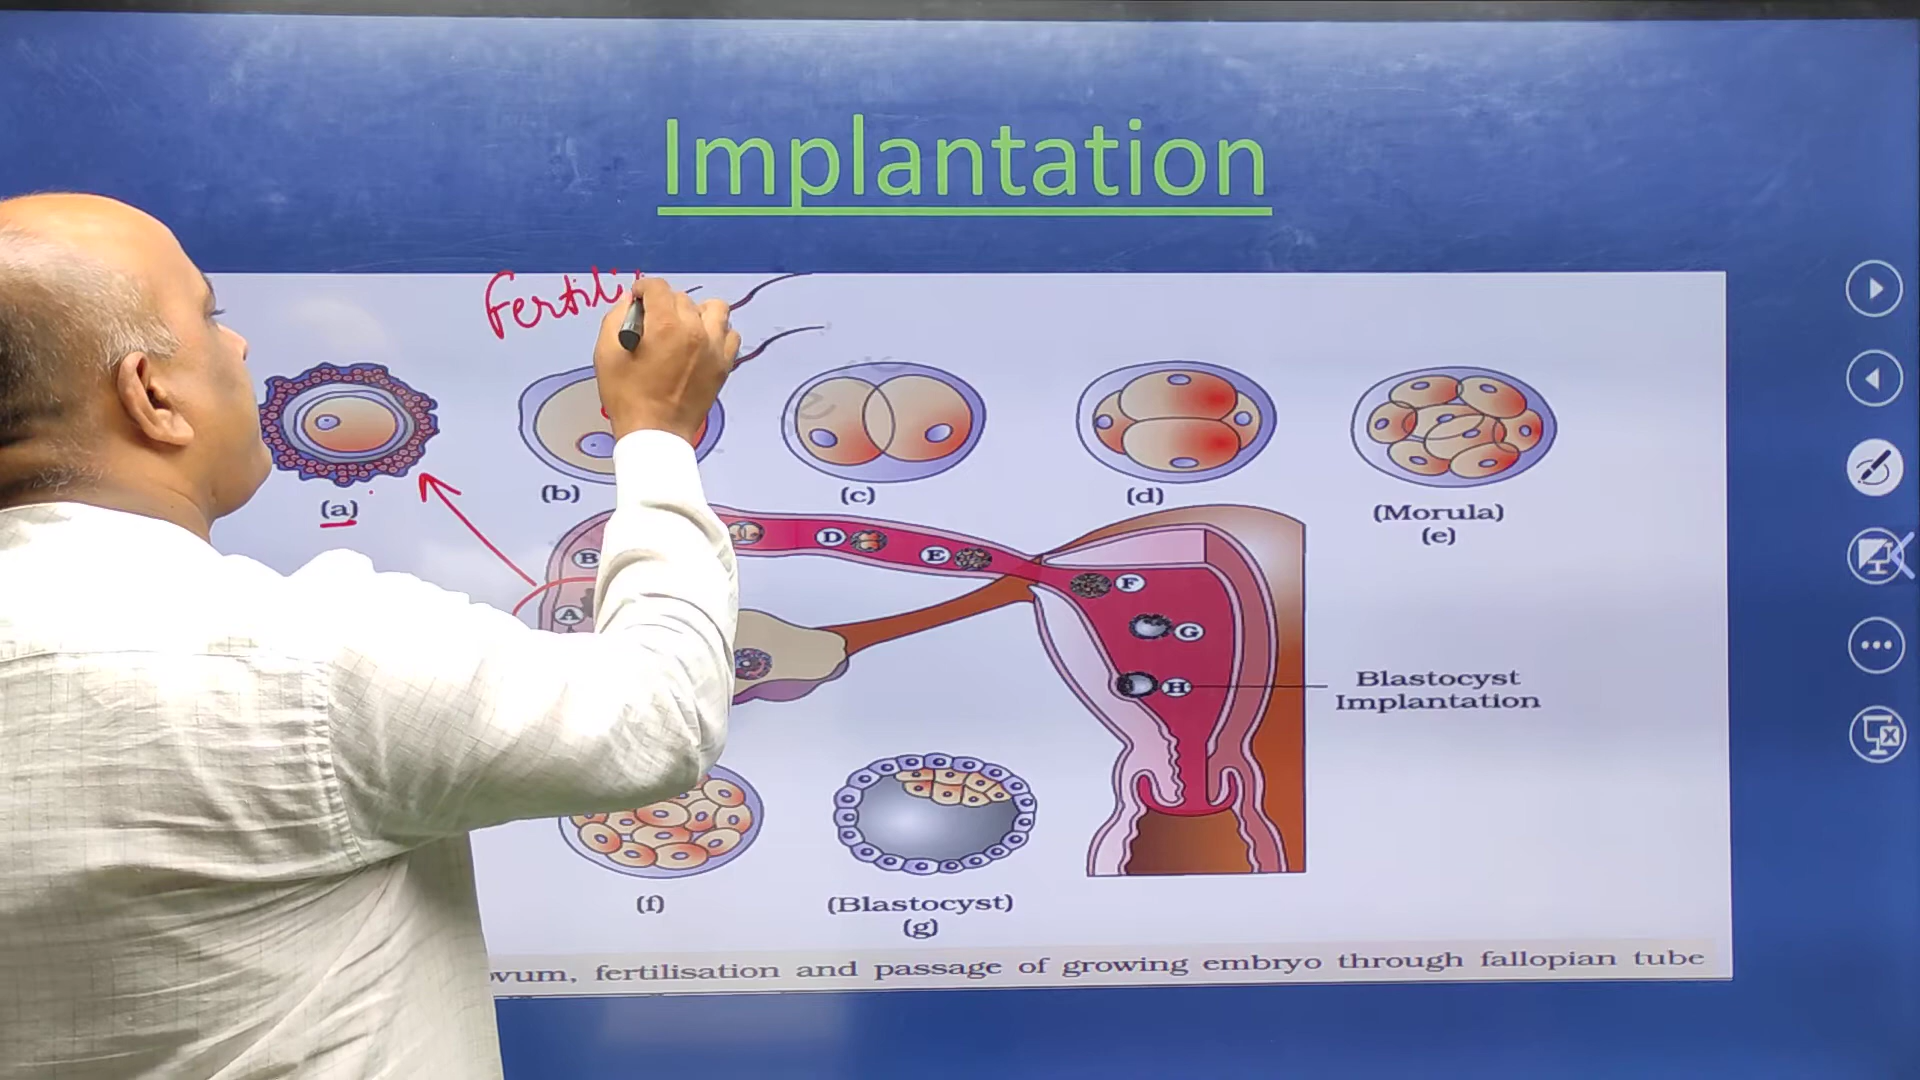 Implantation
Fertili
(a)
(b)
(c)
(d)
(Morula)
(e)
B
D
E
F
A
G
H
Blastocyst
Implantation
(f)
(Blastocyst)
(g)
vum, fertilisation and passage of growing embryo through fallopian tube